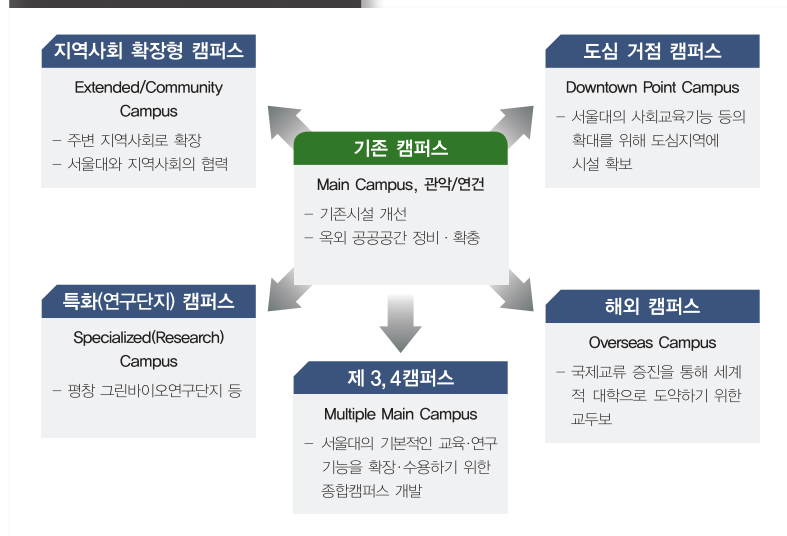 지역사회 확장형 캠퍼스
Extended/Community
Campus
– 주변 지역사회로 확장
– 서울대와 지역사회의 협력
도심 거점 캠퍼스
Downtown Point Campus
– 서울대의 사회교육기능 등의
확대를 위해 도심지역에
시설 확보
기존 캠퍼스
Main Campus, 관악/연건
– 기존시설 개선
– 옥외 공공공간 정비 · 확충
특화(연구단지) 캠퍼스
Specialized(Research)
Campus
– 평창 그린바이오연구단지 등
제 3, 4캠퍼스
Multiple Main Campus
– 서울대의 기본적인 교육·연구
기능을 확장·수용하기 위한
종합캠퍼스 개발
해외 캠퍼스
Overseas Campus
– 국제교류 증진을 통해 세계
적 대학으로 도약하기 위한
교두보